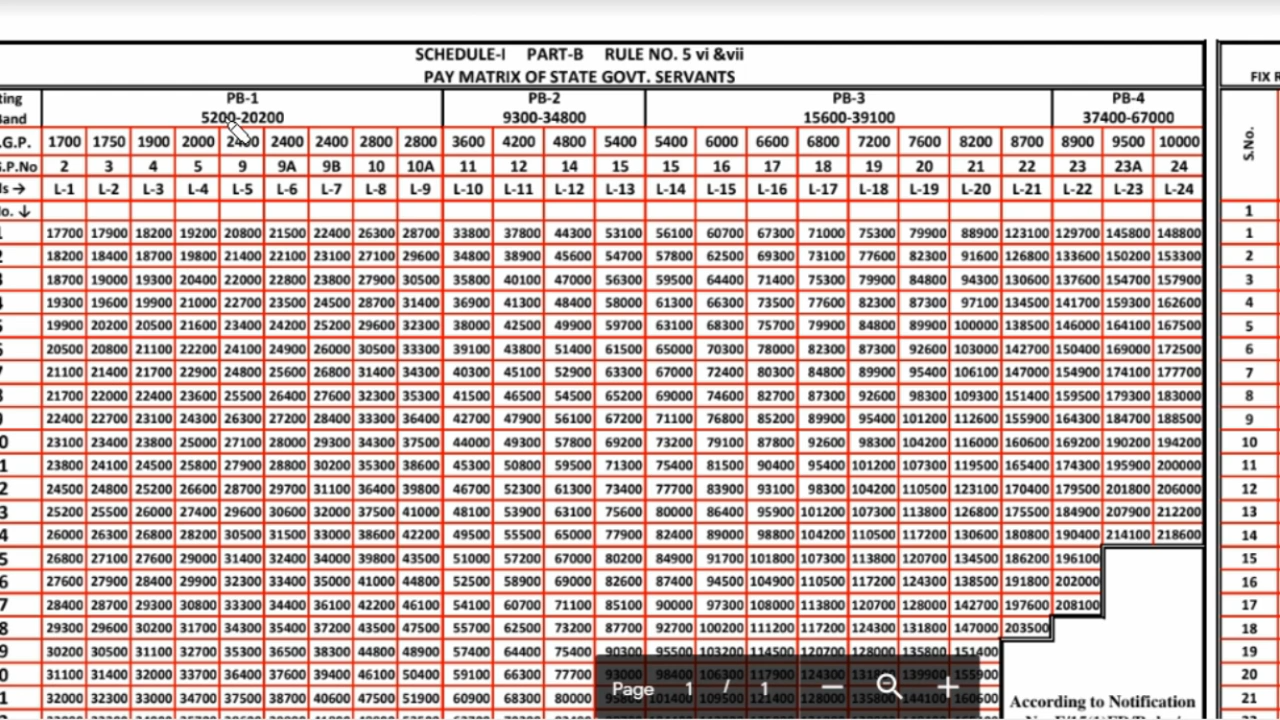 SCHEDULE-I PART-B RULE NO. 5 vi &vii
PAY MATRIX OF STATE GOVT. SERVANTS
FIX R
ting PB-1 PB-2 PB-3 PB-4
Band 5200-20200 9300-34800 15600-39100 37400-67000
S.No.
.G.P. 1700 1750 1900 2000 2400 2400 2400 2800 2800 3600 4200 4800 5400 5400 6600 6600 6800 7200 7600 8200 8700 8900 9500 10000
.P.No 2 3 4 5 9 9A 9B 10 10A 11 12 14 15 15 16 17 18 19 20 21 22 23 23A 24
ls → L-1 L-2 L-3 L-4 L-5 L-6 L-7 L-8 L-9 L-10 L-11 L-12 L-13 L-14 L-15 L-16 L-17 L-18 L-19 L-20 L-21 L-22 L-23 L-24
No. ↓ 1
1 17700 17900 18200 19200 20800 21500 22400 26300 28700 33800 37800 44300 53100 56100 60700 67300 71000 75300 79900 88900 123100 129700 145800 148800 1
2 18200 18400 18700 19800 21400 22100 23100 27100 29600 34800 38900 45600 54700 57800 62500 69300 73100 77600 82300 91600 126800 133600 150200 153300 2
3 18700 19000 19300 20400 22000 22800 23800 27900 30500 35800 40100 47000 56300 59500 64400 71400 75300 79900 84800 94300 130600 137600 154700 157900 3
4 19300 19600 19900 21000 22700 23500 24500 28700 31400 36900 41300 48400 58000 61300 66300 73500 77600 82300 87300 97100 134500 141700 159300 162600 4
5 19900 20200 20500 21600 23400 24200 25200 29600 32300 38000 42500 49900 59700 63100 68300 75700 79900 84800 89900 100000 138500 146000 164100 167500 5
6 20500 20800 21100 22200 24100 24900 26000 30500 33300 39100 43800 51400 61500 65000 70300 78000 82300 87300 92600 103000 142700 150400 169000 172500 6
7 21100 21400 21700 22900 24800 25600 26800 31400 34300 40300 45100 52900 63300 67000 72400 80300 84800 89900 95400 106100 147000 154900 174100 177700 7
8 21700 22000 22400 23600 25500 26400 27600 32300 35300 41500 46500 54500 65200 69000 74600 82700 87300 92600 98300 109300 151400 159500 179300 183000 8
9 22400 22700 23100 24300 26300 27200 28400 33300 36400 42700 47900 56100 67200 71100 76800 85200 89900 95400 101200 112600 155900 164300 184700 188500 9
0 23100 23400 23800 25000 27100 28000 29300 34300 37500 44000 49300 57800 69200 73200 79100 87800 92600 98300 104200 116000 160600 169200 190200 194200 10
1 23800 24100 24500 25800 27900 28800 30200 35300 38600 45300 50800 59500 71300 75400 81500 90400 95400 101200 107300 119500 165400 174300 195900 200000 11
2 24500 24800 25200 26600 28700 29700 31100 36400 39800 46700 52300 61300 73400 77700 83900 93100 98300 104200 110500 123100 170400 179500 201800 206000 12
3 25200 25500 26000 27400 29600 30600 32000 37500 41000 48100 53900 63100 75600 80000 86400 95900 101200 107300 113800 126800 175500 184900 207900 212200 13
4 26000 26300 26800 28200 30500 31500 33000 38600 42200 49500 55500 65000 77900 82400 89000 98800 104200 110500 117200 130600 180800 190400 214100 218600 14
5 26800 27100 27600 29000 31400 32400 34000 39800 43500 51000 57200 67000 80200 84900 91700 101800 107300 113800 120700 134500 186200 196100 15
6 27600 27900 28400 29900 32300 33400 35000 41000 44800 52500 58900 69000 82600 87400 94500 104900 110500 117200 124300 138500 191800 202000 16
7 28400 28700 29300 30800 33300 34400 36100 42200 46100 54100 60700 71100 85100 90000 97300 108000 113800 120700 128000 142700 197600 208100 17
8 29300 29600 30200 31700 34300 35400 37200 43500 47500 55700 62500 73200 87700 92700 100200 111200 117200 124300 131800 147000 203500 18
9 30200 30500 31100 32700 35300 36500 38300 44800 48900 57400 64400 75400 90300 95500 103200 114500 120700 128000 135800 151400 19
0 31100 31400 32000 33700 36400 37600 39400 46100 50400 59100 66300 77700 93000 98400 106300 117900 124300 139900 155900 20
1 32000 32300 33000 34700 37500 38700 40600 47500 51900 60900 68300 80000 101400 109500 121400 160600 21
Page 1 / 1
According to Notification